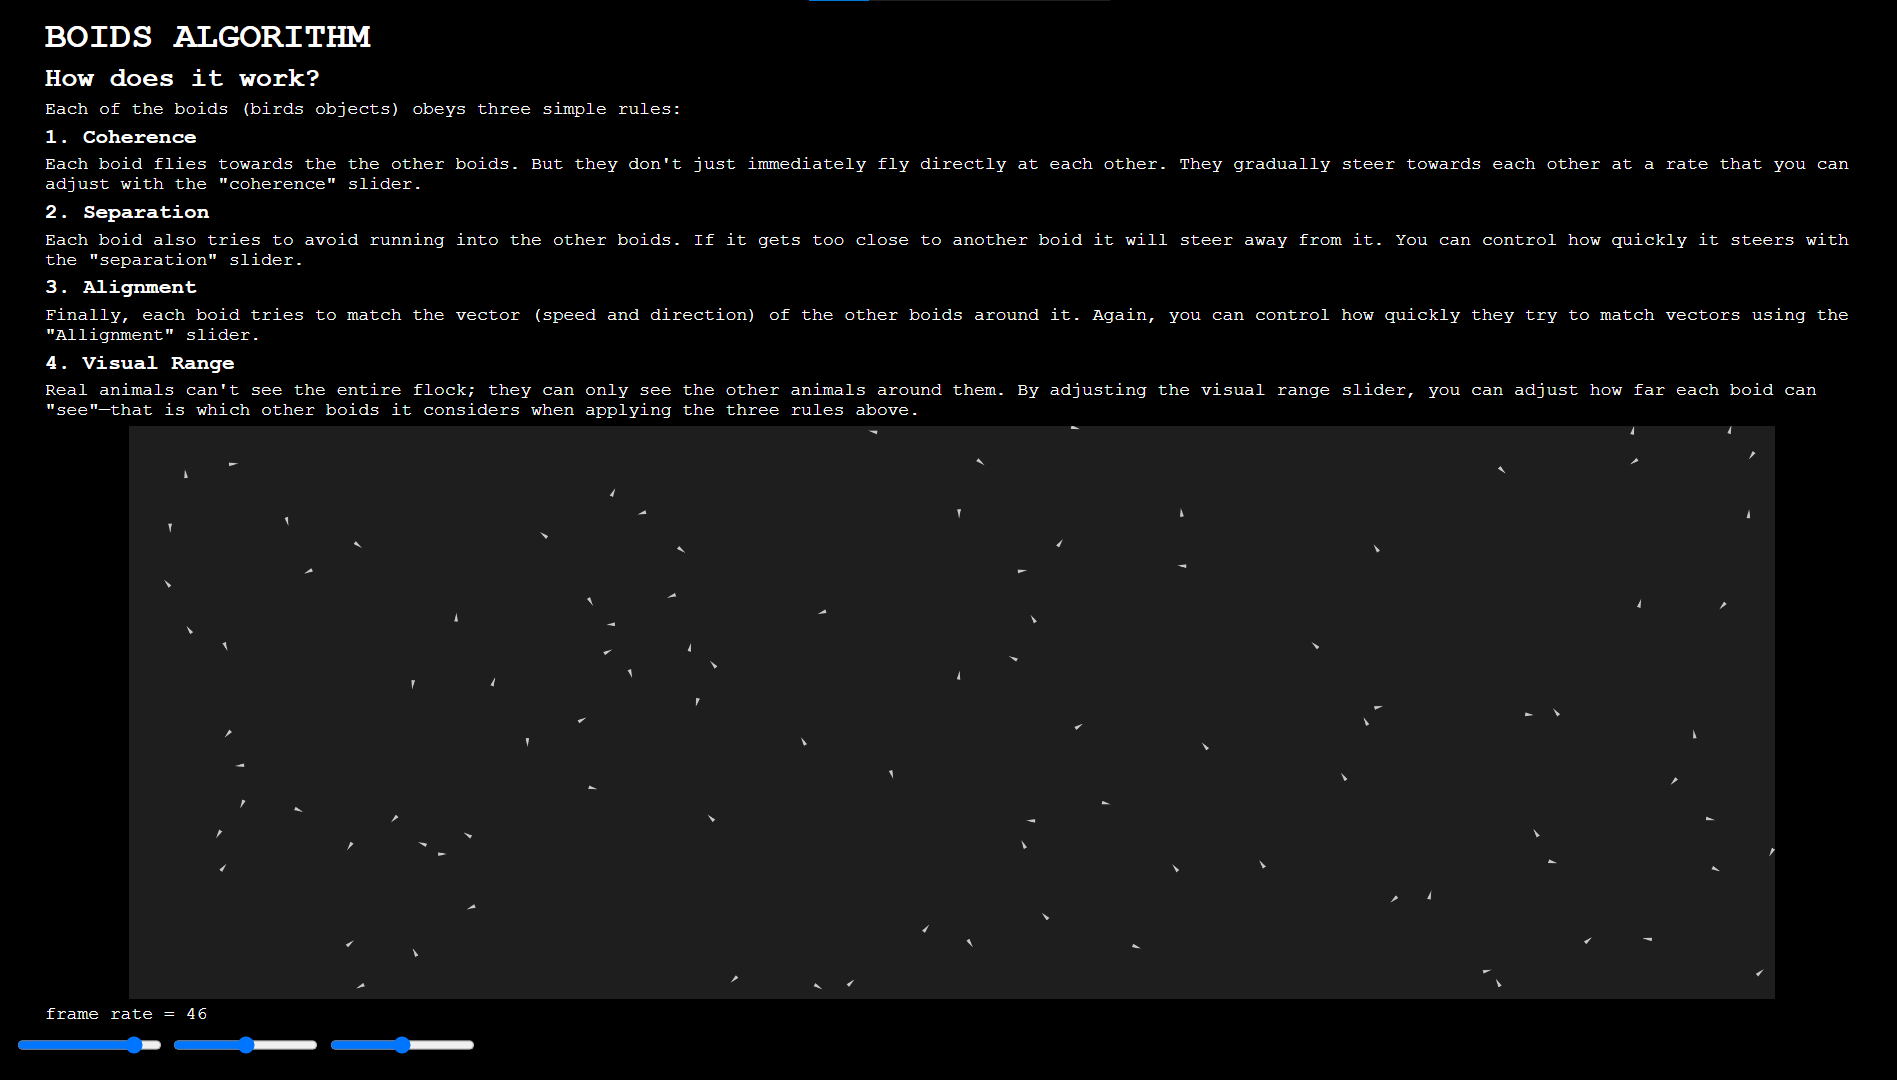 BOIDS ALGORITHM
How does it work?
Each of the boids (birds objects) obeys three simple rules:
1. Coherence
Each boid flies towards the the other boids. But they don't just immediately fly directly at each other. They gradually steer towards each other at a rate that you can
adjust with the "coherence" slider.
2. Separation
Each boid also tries to avoid running into the other boids. If it gets too close to another boid it will steer away from it. You can control how quickly it steers with
the "separation" slider.
3. Alignment
Finally, each boid tries to match the vector (speed and direction) of the other boids around it. Again, you can control how quickly they try to match vectors using the
"Allignment" slider.
4. Visual Range
Real animals can't see the entire flock; they can only see the other animals around them. By adjusting the visual range slider, you can adjust how far each boid can
"see"—that is which other boids it considers when applying the three rules above.
frame rate = 46